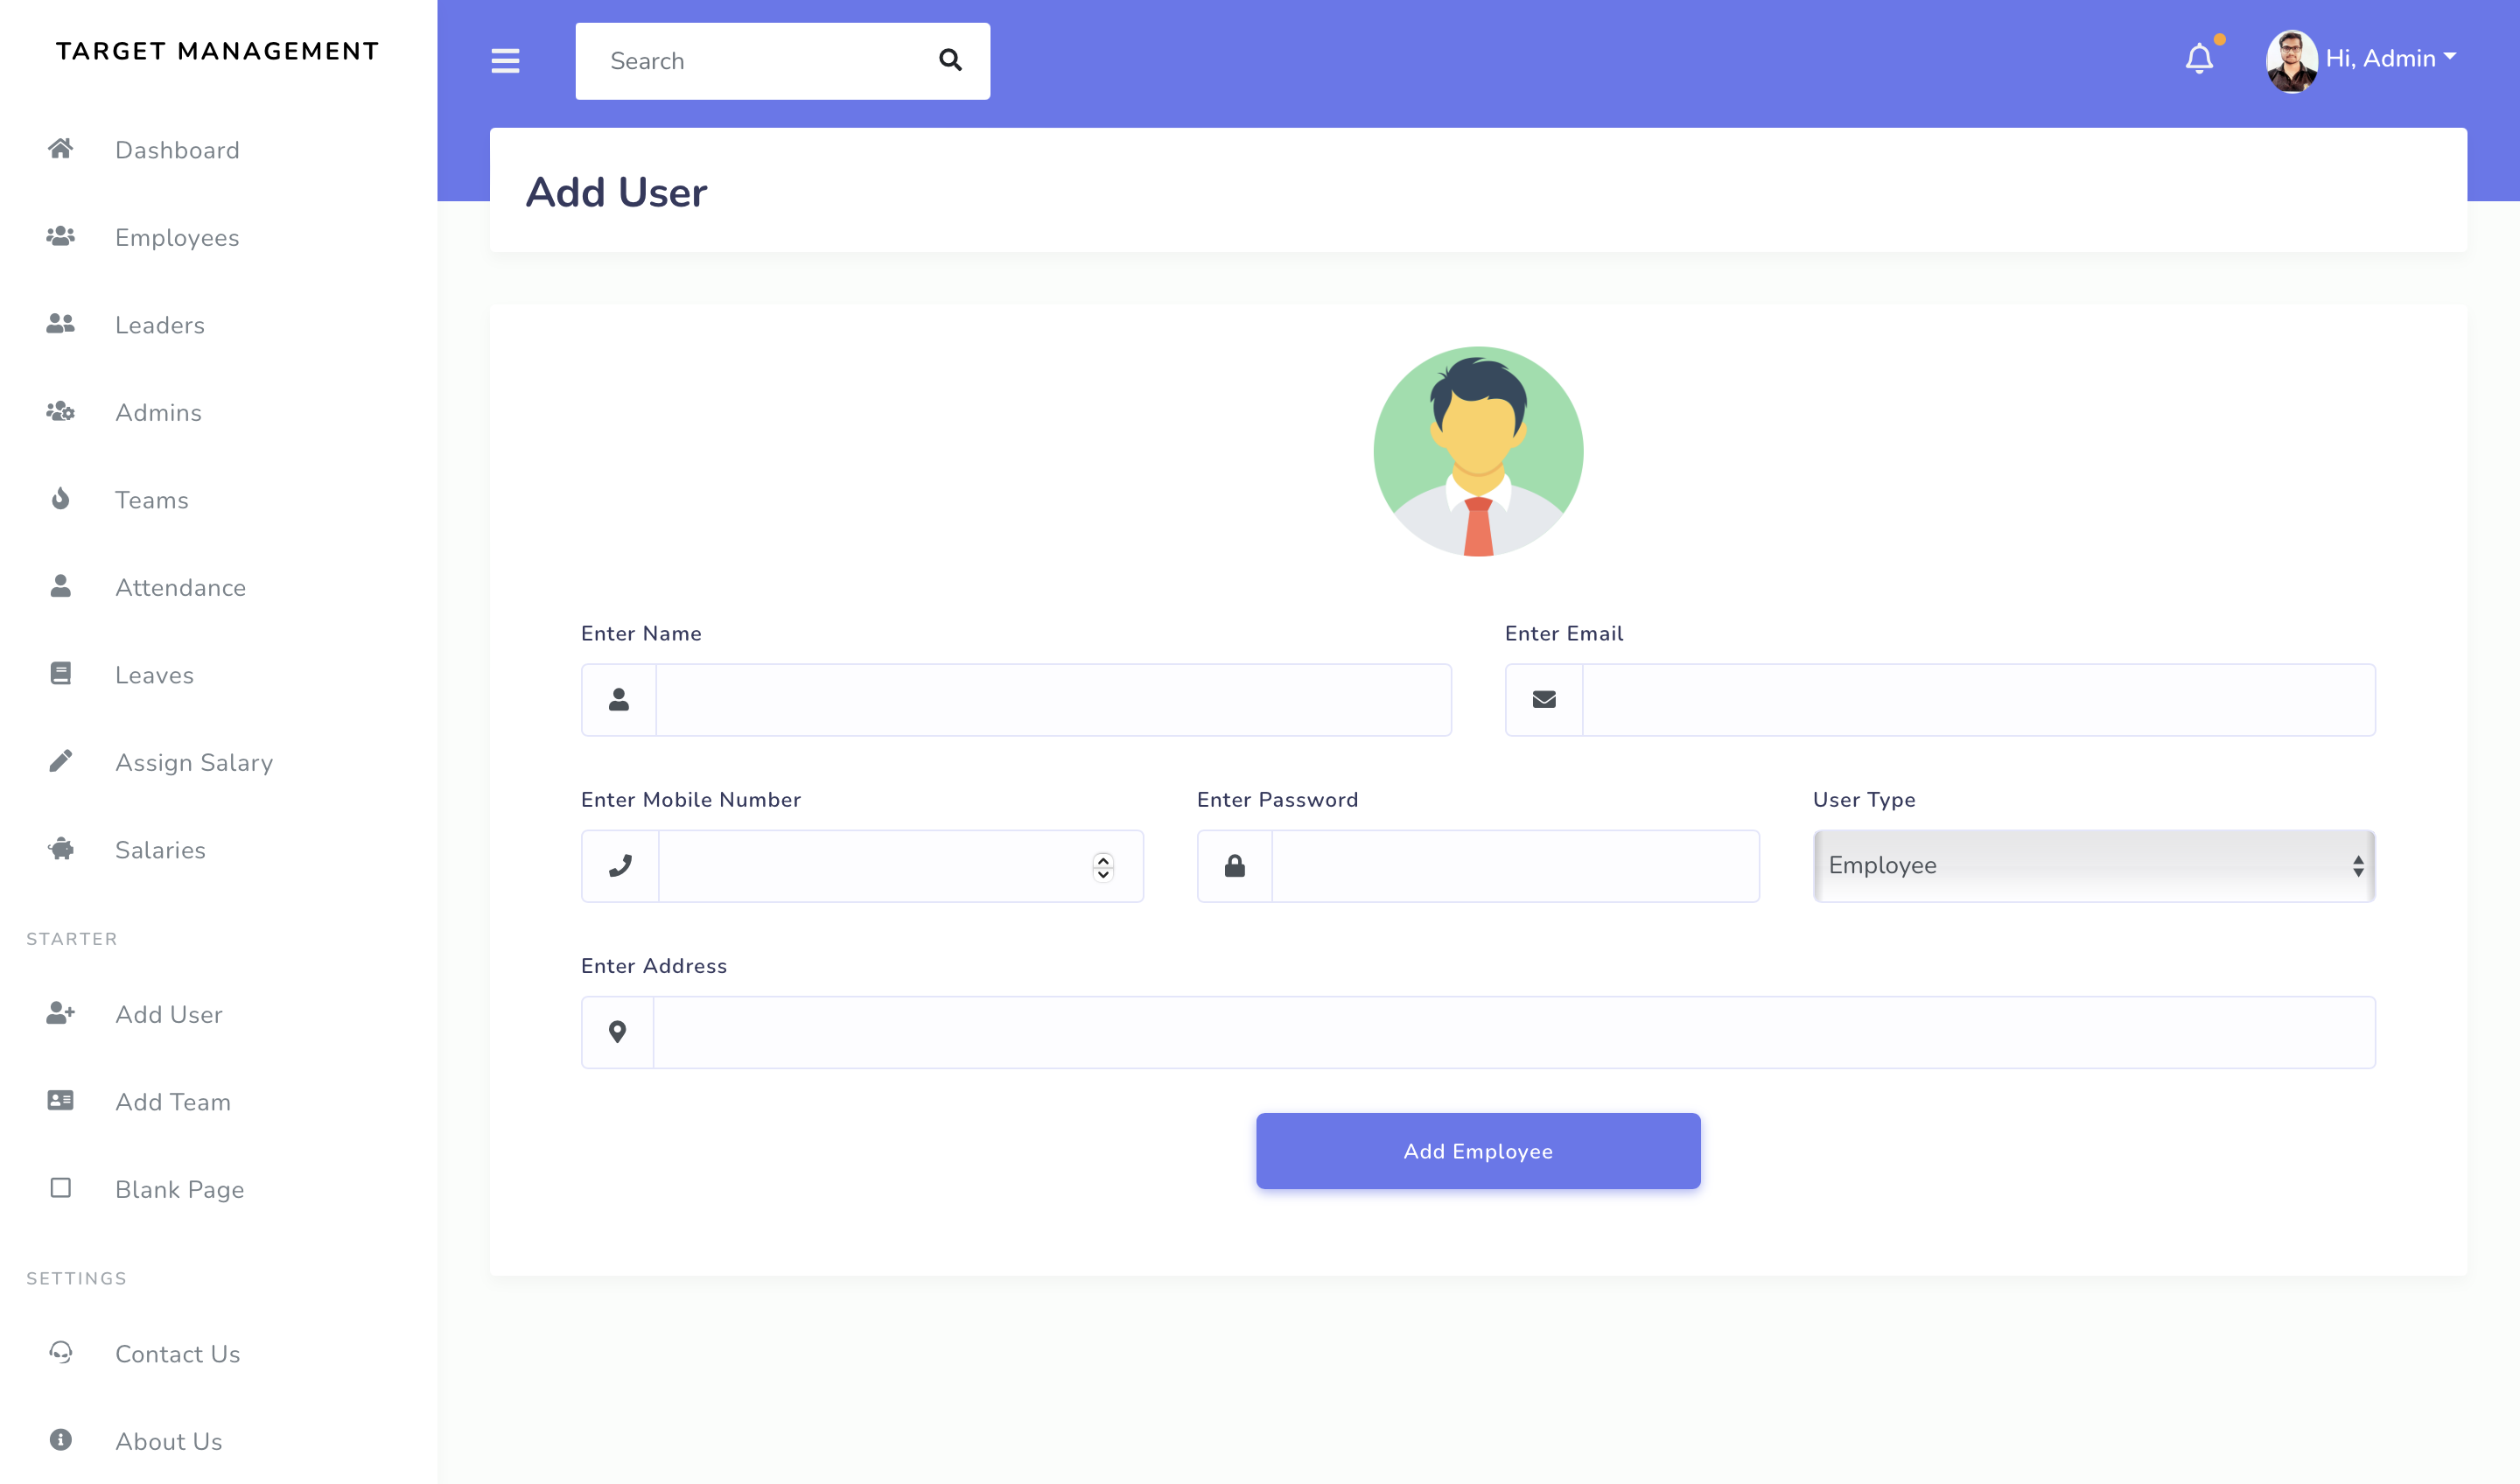 TARGET MANAGEMENT
Search
Hi, Admin
Add User
Dashboard
Employees
Leaders
Admins
Teams
Attendance
Leaves
Assign Salary
Salaries
STARTER
Add User
Add Team
Blank Page
SETTINGS
Contact Us
About Us
Enter Name
Enter Email
Enter Mobile Number
Enter Password
User Type
Employee
Enter Address
Add Employee